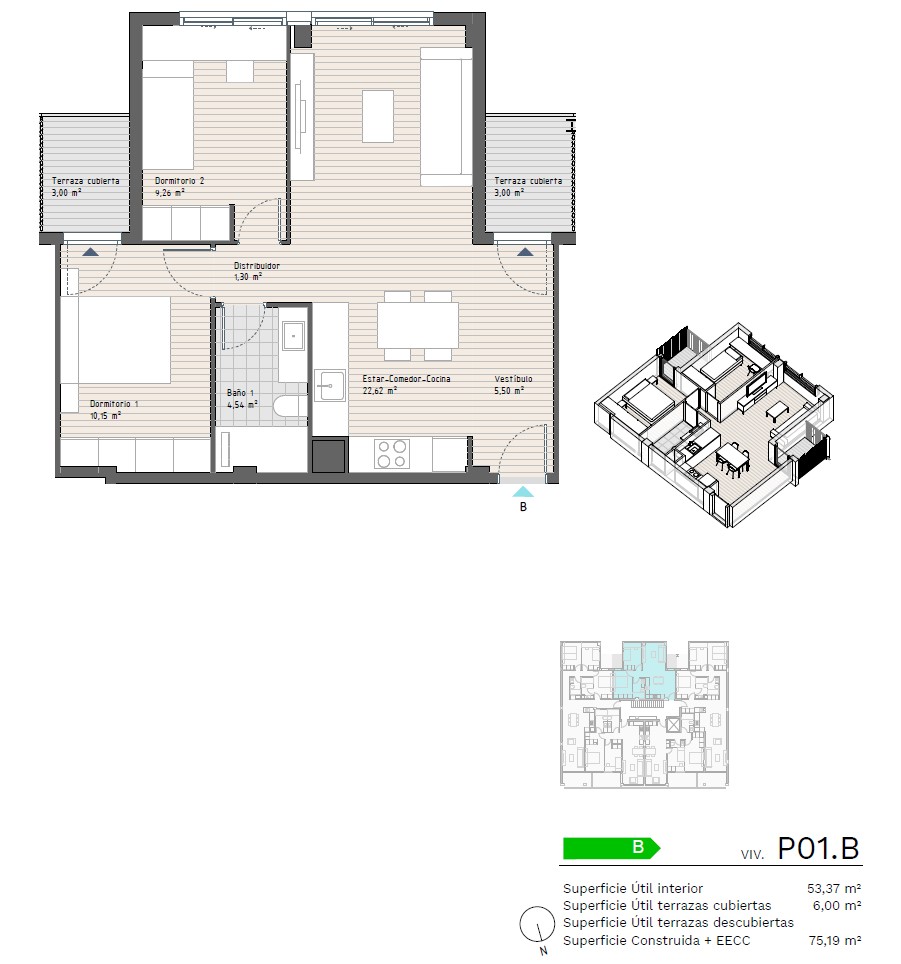 Terraza cubierta
3,00 m²
Dormitorio 2
9,26 m²
Terraza cubierta
3,00 m²
Distribuidor
1,30 m²
Dormitorio 1
10,15 m²
Baño 1
4,54 m²
Estar-Comedor-Cocina
22,62 m²
Vestíbulo
5,50 m²
B
B
VIV. P01.B
Superficie Útil interior 53,37 m²
Superficie Útil terrazas cubiertas 6,00 m²
Superficie Útil terrazas descubiertas
Superficie Construida + EECC 75,19 m²
N